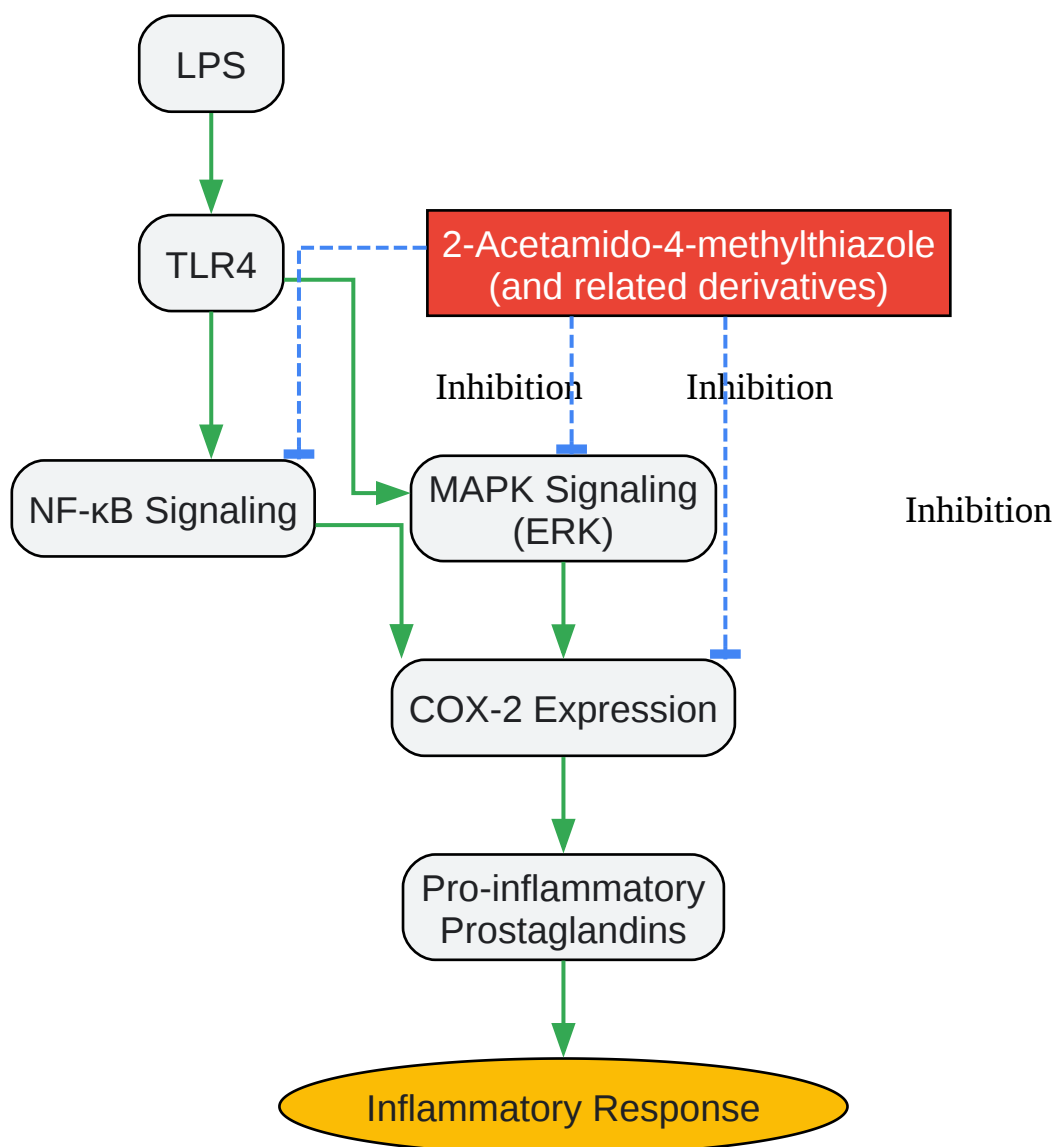 LPS
TLR4
2-Acetamido-4-methylthiazole
(and related derivatives)
Inhibition
Inhibition
NF-κB Signaling
MAPK Signaling
(ERK)
Inhibition
COX-2 Expression
Pro-inflammatory
Prostaglandins
Inflammatory Response